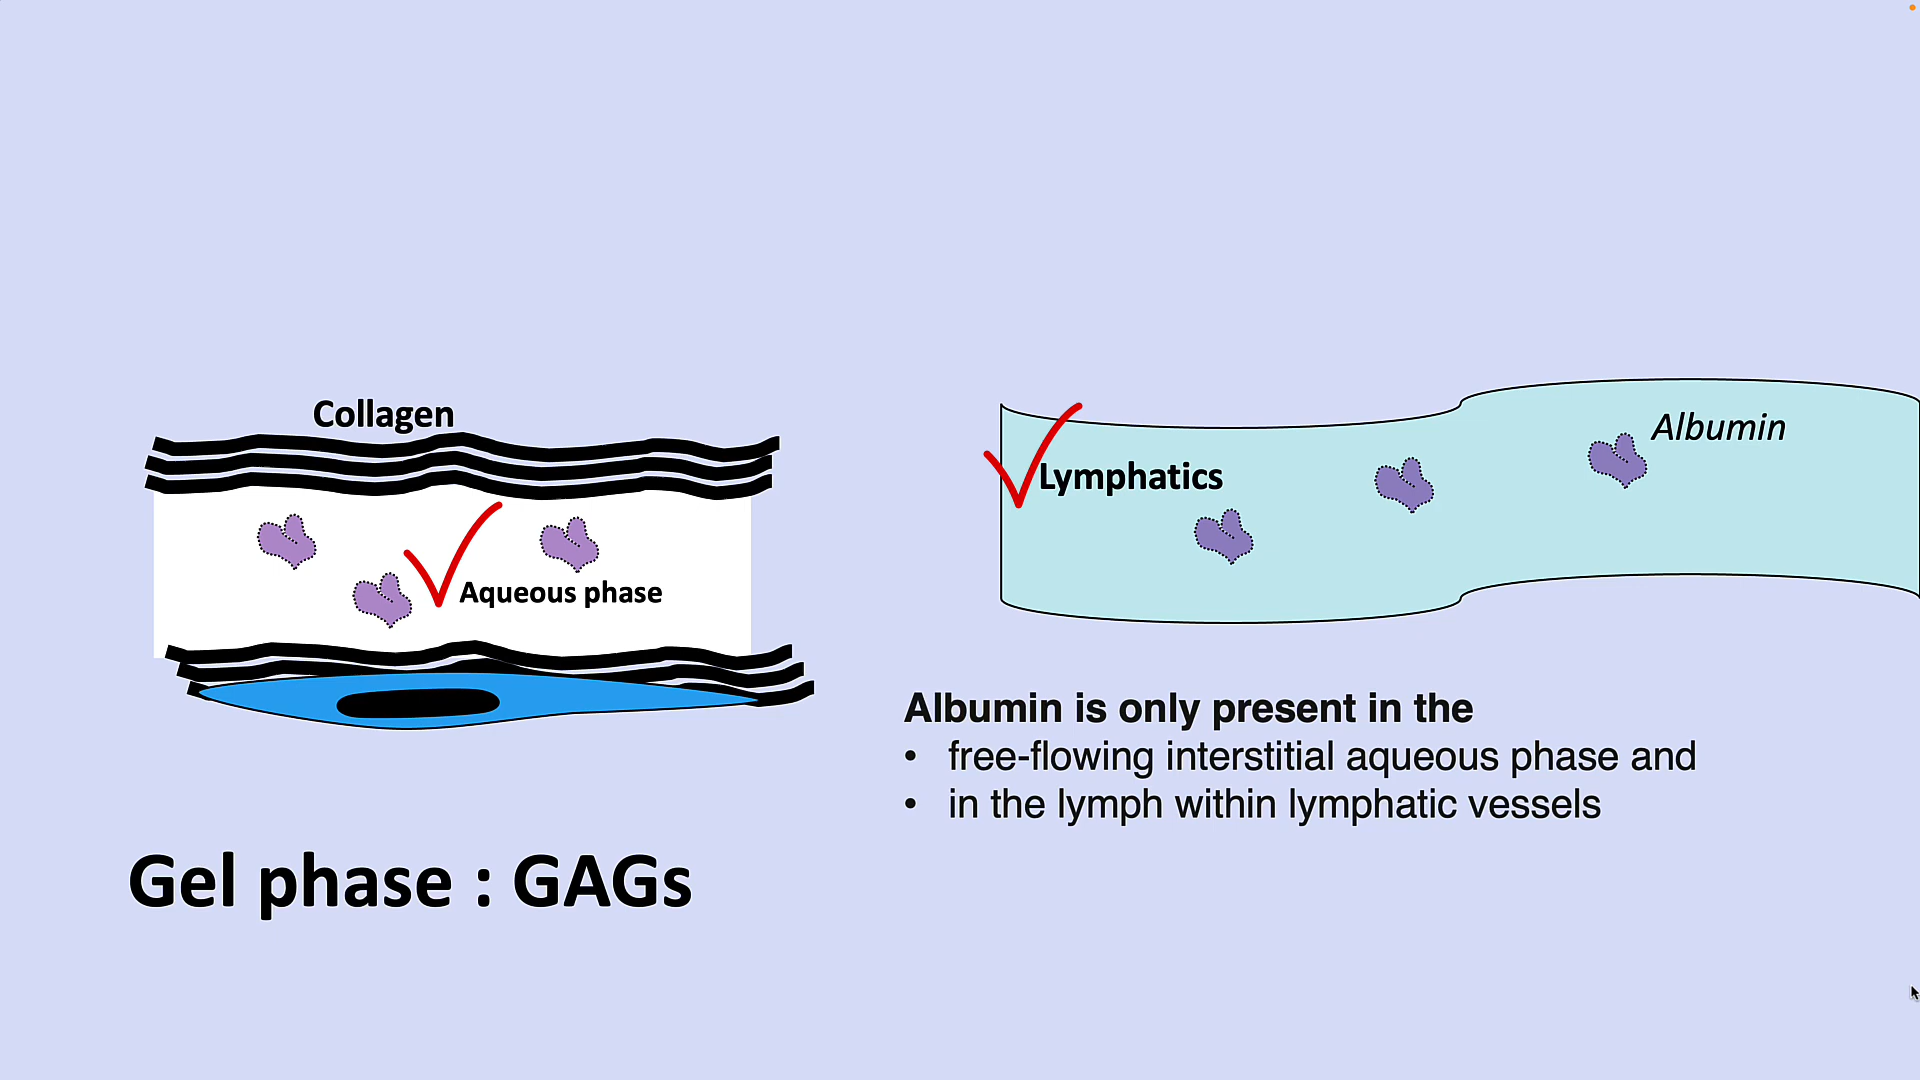 Collagen
Aqueous phase
Gel phase : GAGs
Lymphatics
Albumin
Albumin is only present in the
• free-flowing interstitial aqueous phase and
• in the lymph within lymphatic vessels